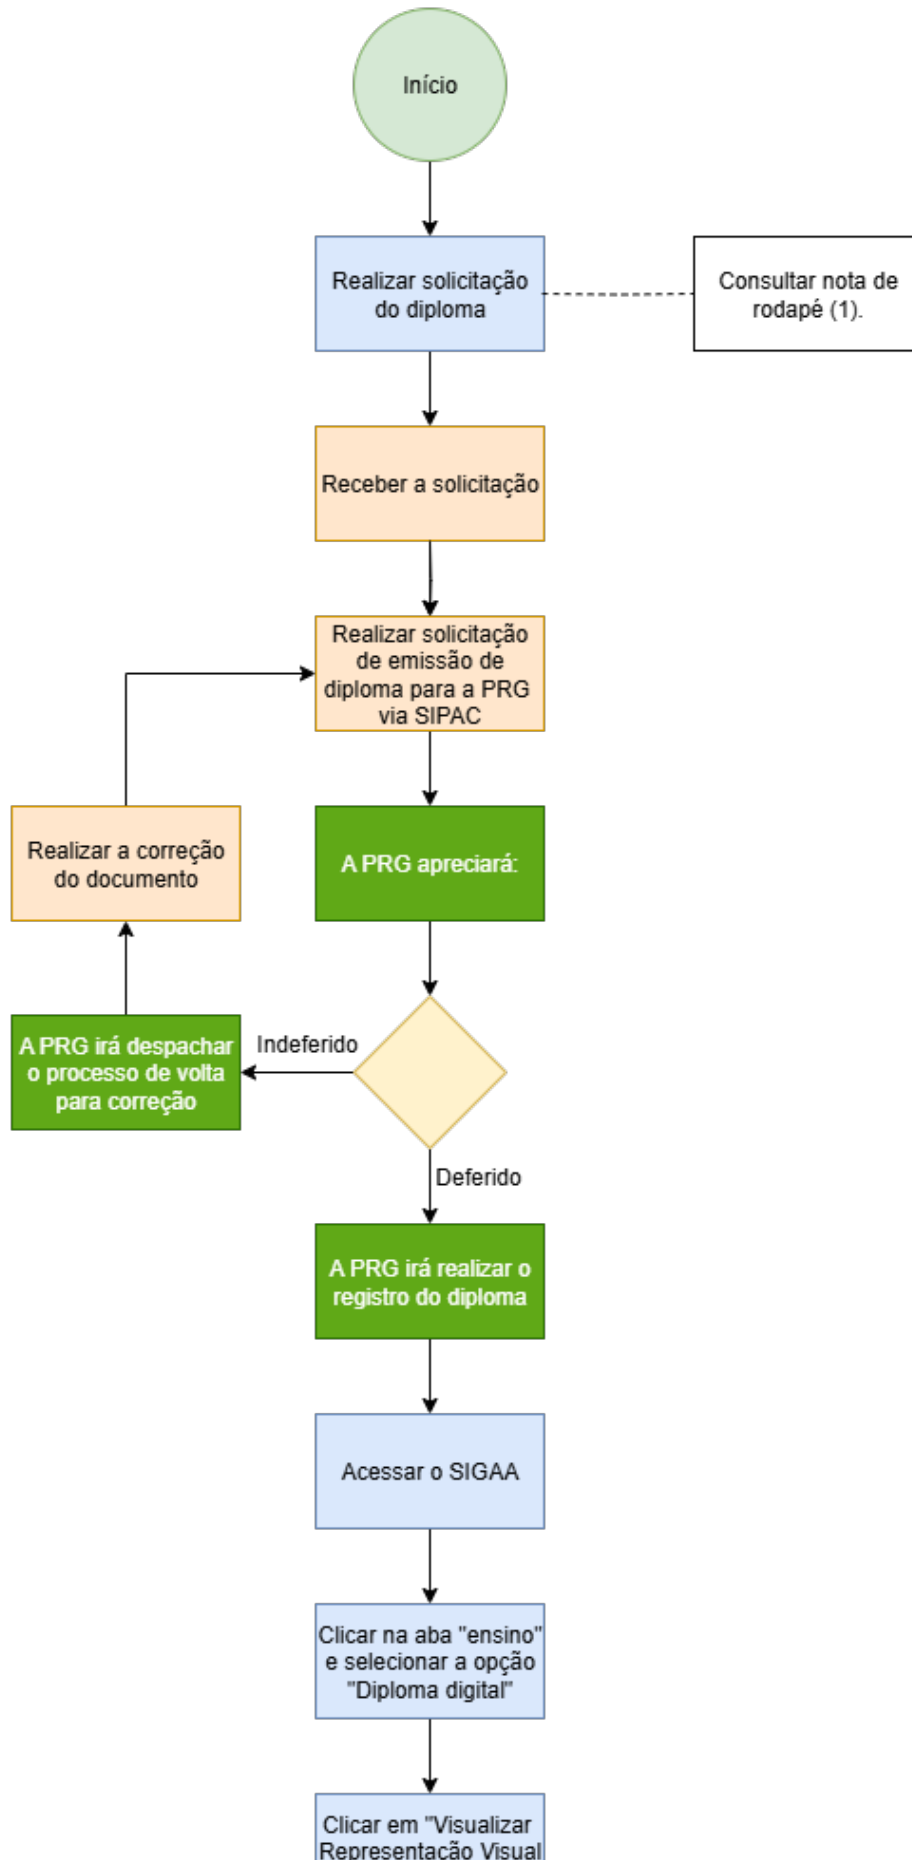 Início
Realizar solicitação
do diploma
Consultar nota de
rodapé (1).
Receber a solicitação
Realizar solicitação
de emissão de
diploma para a PRG
via SIPAC
Realizar a correção
do documento
A PRG apreciará:
A PRG irá despachar
o processo de volta
para correção
Indeferido
Deferido
A PRG irá realizar o
registro do diploma
Acessar o SIGAA
Clicar na aba "ensino"
e selecionar a opção
"Diploma digital"
Clicar em "Visualizar
Representação Visual